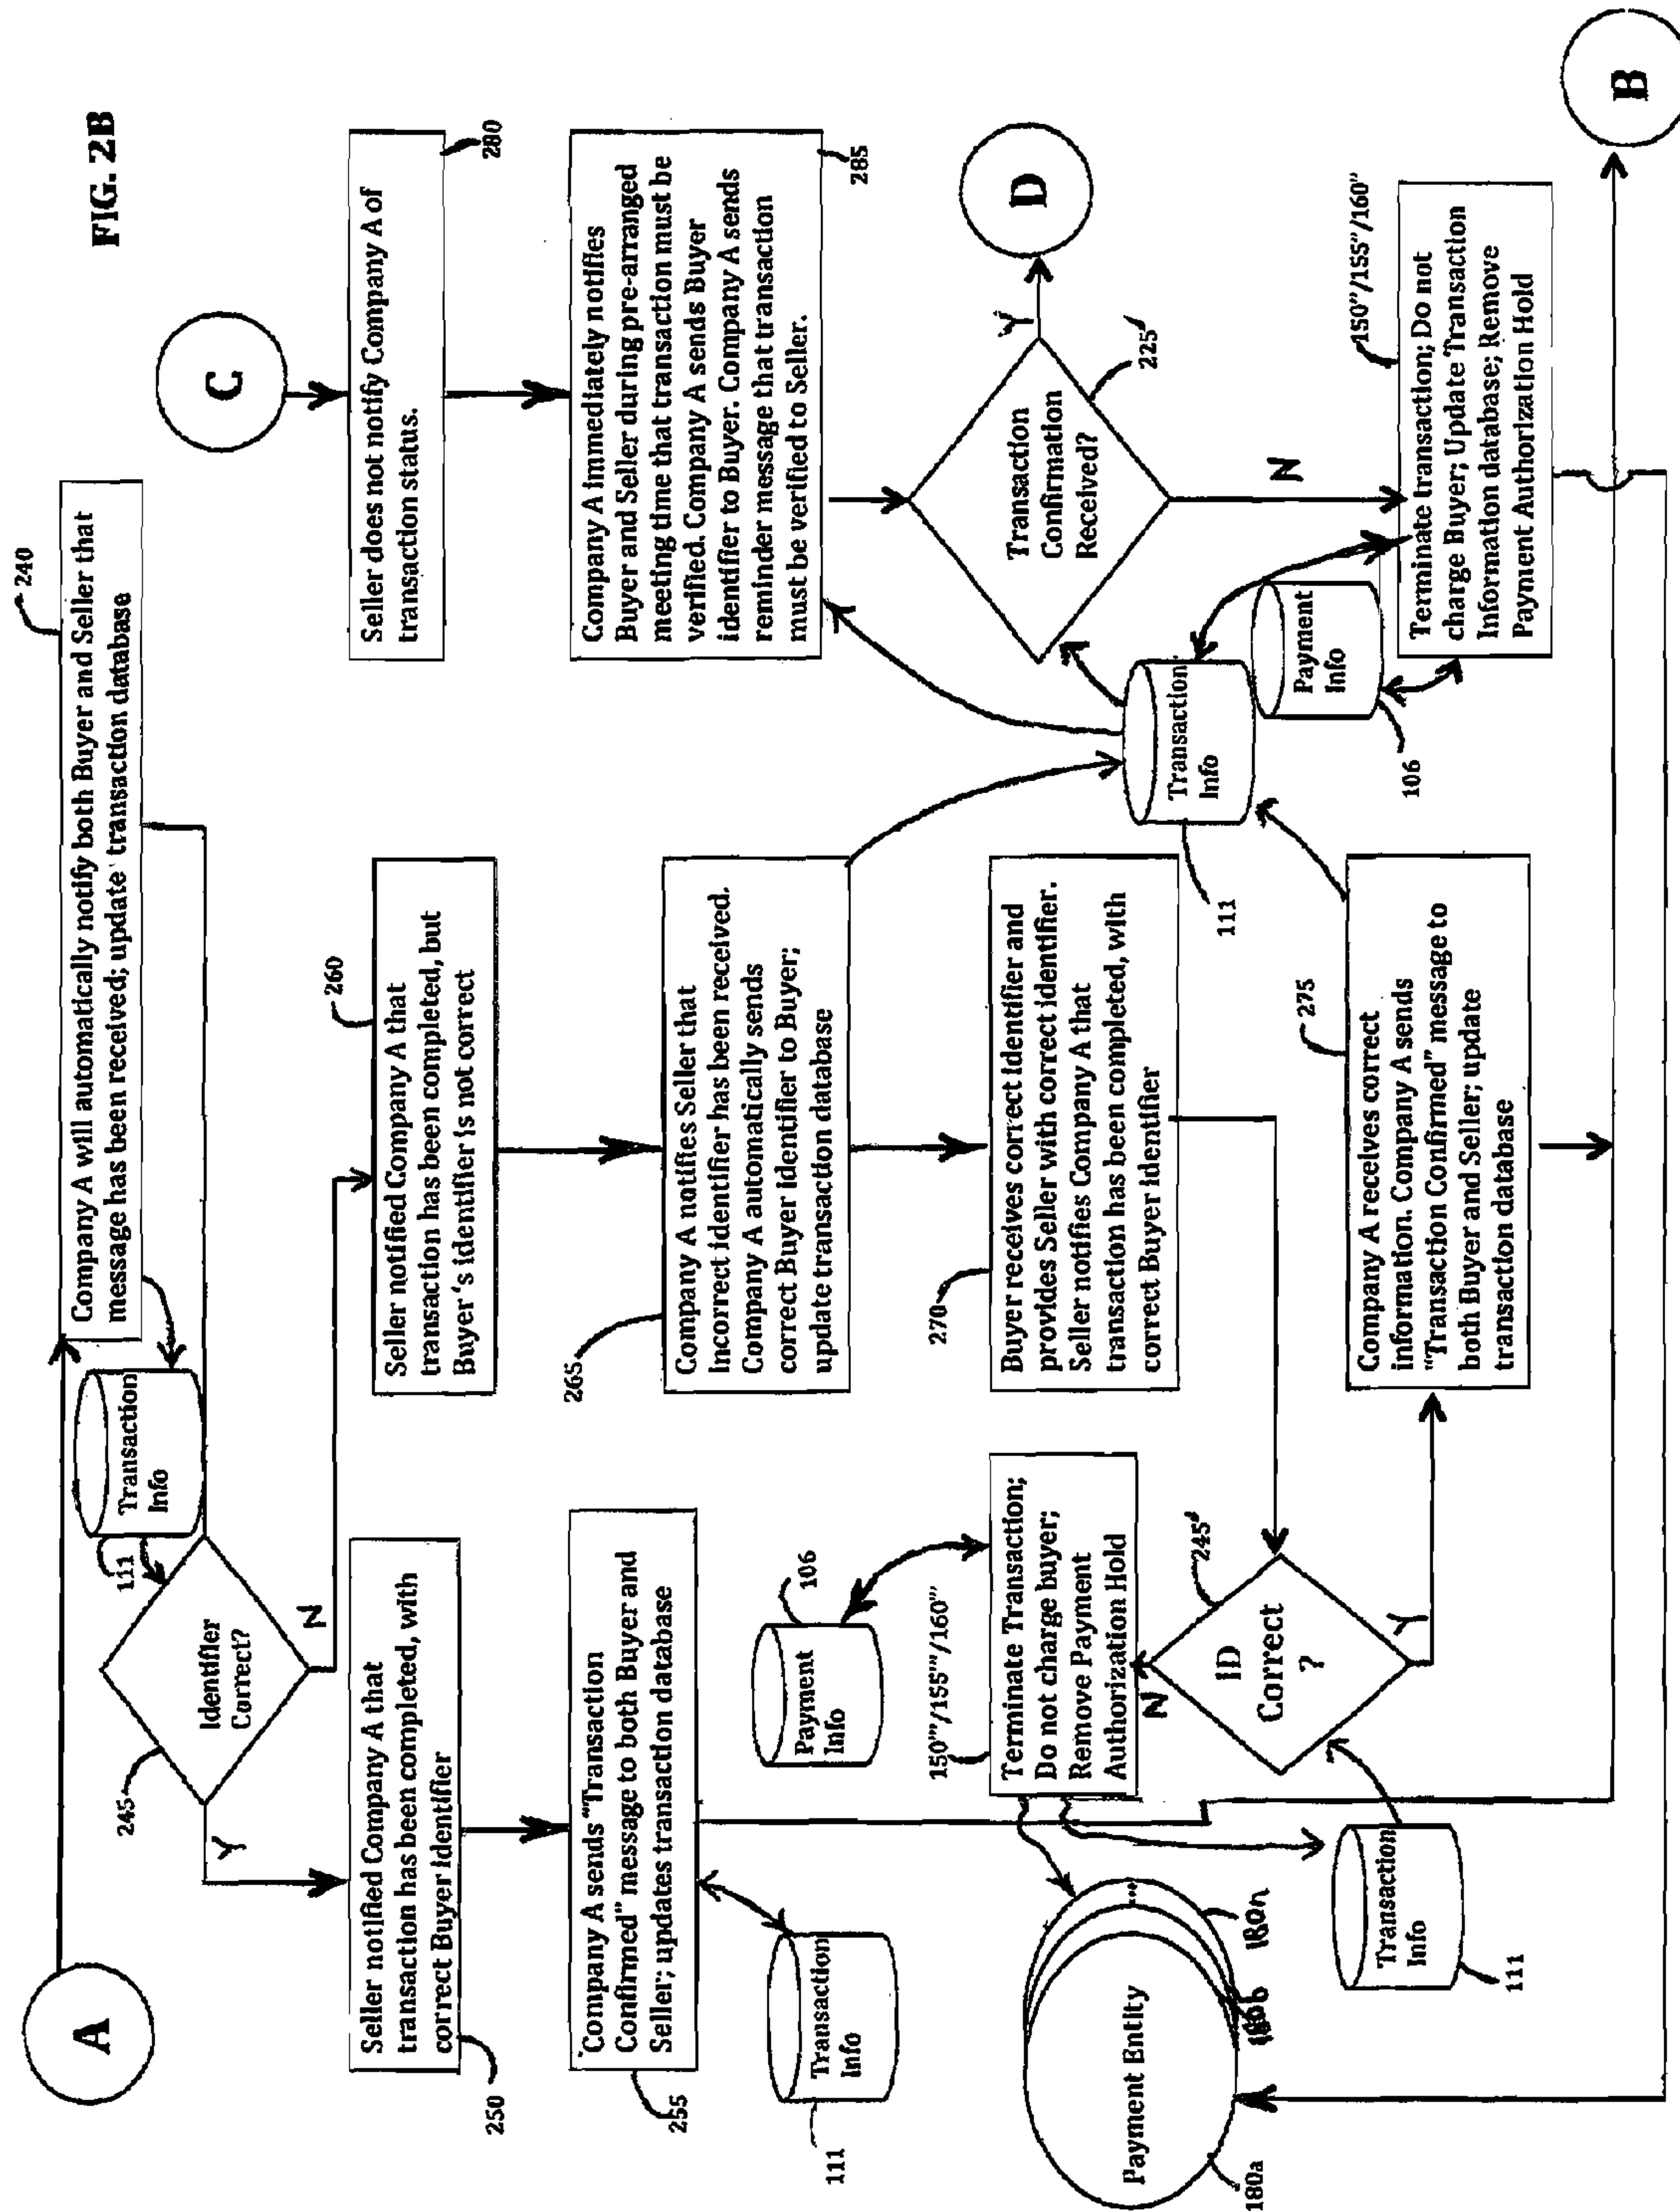 FIG. 2B
A
240
Company A will automatically notify both Buyer and Seller that
message has been received; update transaction database
Transaction
Info
111
Identifier
Correct?
245
Y
N
Seller notified Company A that
transaction has been completed, with
correct Buyer identifier
250
Company A sends "Transaction
Confirmed" message to both Buyer and
Seller; updates transaction database
255
Transaction
Info
111
260
Seller notified Company A that
transaction has been completed, but
Buyer's identifier is not correct
265
Company A notifies Seller that
Incorrect identifier has been received.
Company A automatically sends
correct Buyer identifier to Buyer;
update transaction database
270
Buyer receives correct identifier and
provides Seller with correct identifier.
Seller notifies Company A that
transaction has been completed, with
correct Buyer identifier
Payment
Info
106
150'''/155'''/160'''
Terminate Transaction;
Do not charge buyer;
Remove Payment
Authorization Hold
N
245'
ID
Correct
?
Y
Transaction
Info
111
Payment Entity
...
180a
180n
275
Company A receives correct
information. Company A sends
"Transaction Confirmed" message to
both Buyer and Seller; update
transaction database
C
Seller does not notify Company A of
transaction status.
280
Company A immediately notifies
Buyer and Seller during pre-arranged
meeting time that transaction must be
verified. Company A sends Buyer
identifier to Buyer. Company A sends
reminder message that transaction
must be verified to Seller.
285
Transaction
Confirmation
Received?
225'
Y
D
N
Transaction
Info
111
Payment
Info
106
150''/155''/160''
Terminate transaction; Do not
charge Buyer; Update Transaction
Information database; Remove
Payment Authorization Hold
B